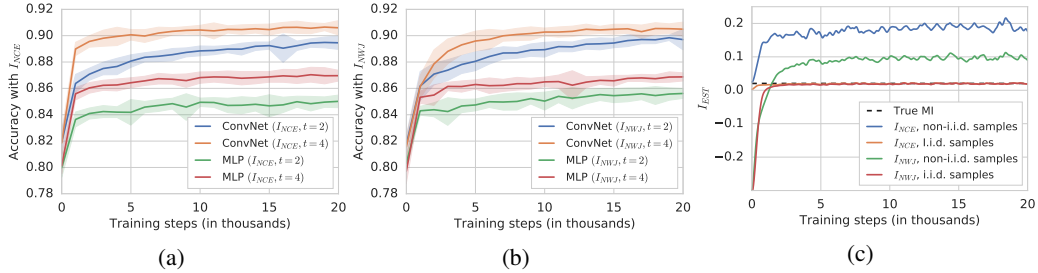 Accuracy with I_NCE
0.92
0.90
0.88
0.86
0.84
0.82
0.80
0.78
0
5
10
15
20
Training steps (in thousands)
ConvNet (I_NCE, t=2)
ConvNet (I_NCE, t=4)
MLP (I_NCE, t=2)
MLP (I_NCE, t=4)
(a)
Accuracy with I_NWJ
0.92
0.90
0.88
0.86
0.84
0.82
0.80
0.78
0
5
10
15
20
Training steps (in thousands)
ConvNet (I_NWJ, t=2)
ConvNet (I_NWJ, t=4)
MLP (I_NWJ, t=2)
MLP (I_NWJ, t=4)
(b)
I_EST
0.2
0.1
0.0
−0.1
−0.2
0
5
10
15
20
Training steps (in thousands)
True MI
I_NCE, non-i.i.d. samples
I_NCE, I.i.d. samples
I_NWJ, non-i.i.d. samples
I_NWJ, i.i.d. samples
(c)